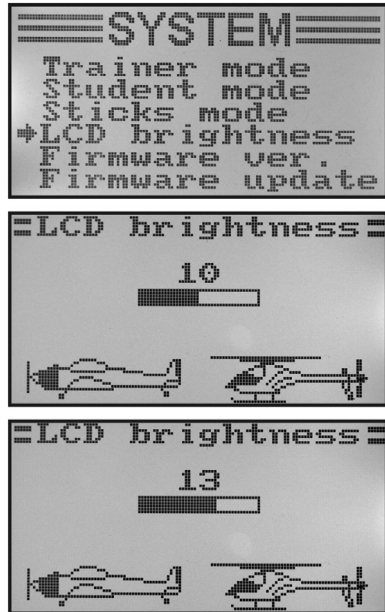 SYSTEM
Trainer mode
Student mode
Sticks mode
LCD brightness
Firmware ver.
Firmware update
LCD brightness
10
LCD brightness
13